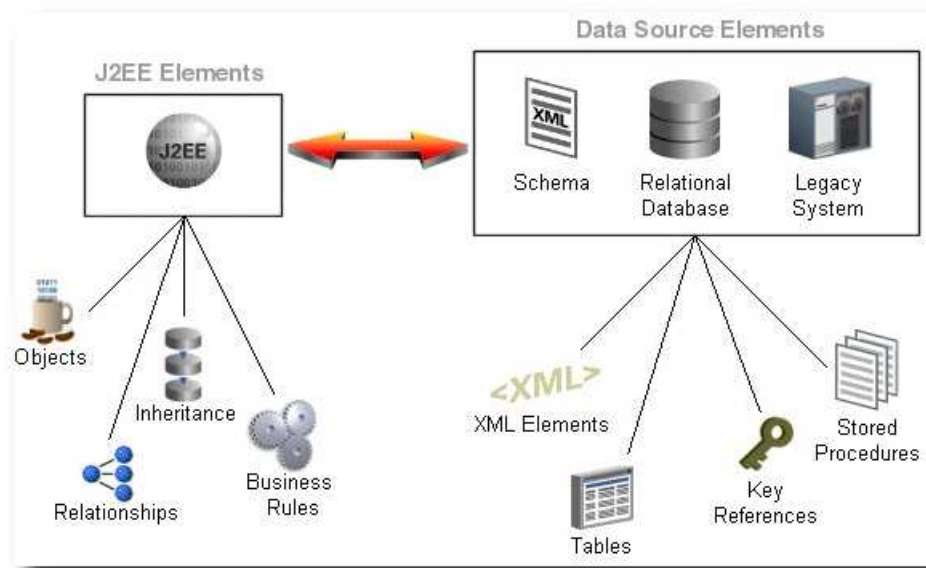 Data Source Elements
J2EE Elements
J2EE
XML
Schema
Relational
Database
Legacy
System
Objects
Inheritance
Relationships
Business
Rules
<XML>
XML Elements
Tables
Key
References
Stored
Procedures